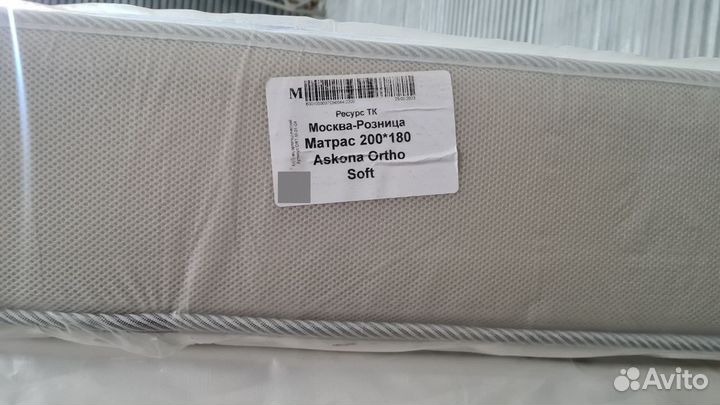 М
Ресурс ТК
Москва-Розница
Матрас 200*180
Askona Ortho
Soft
Avito